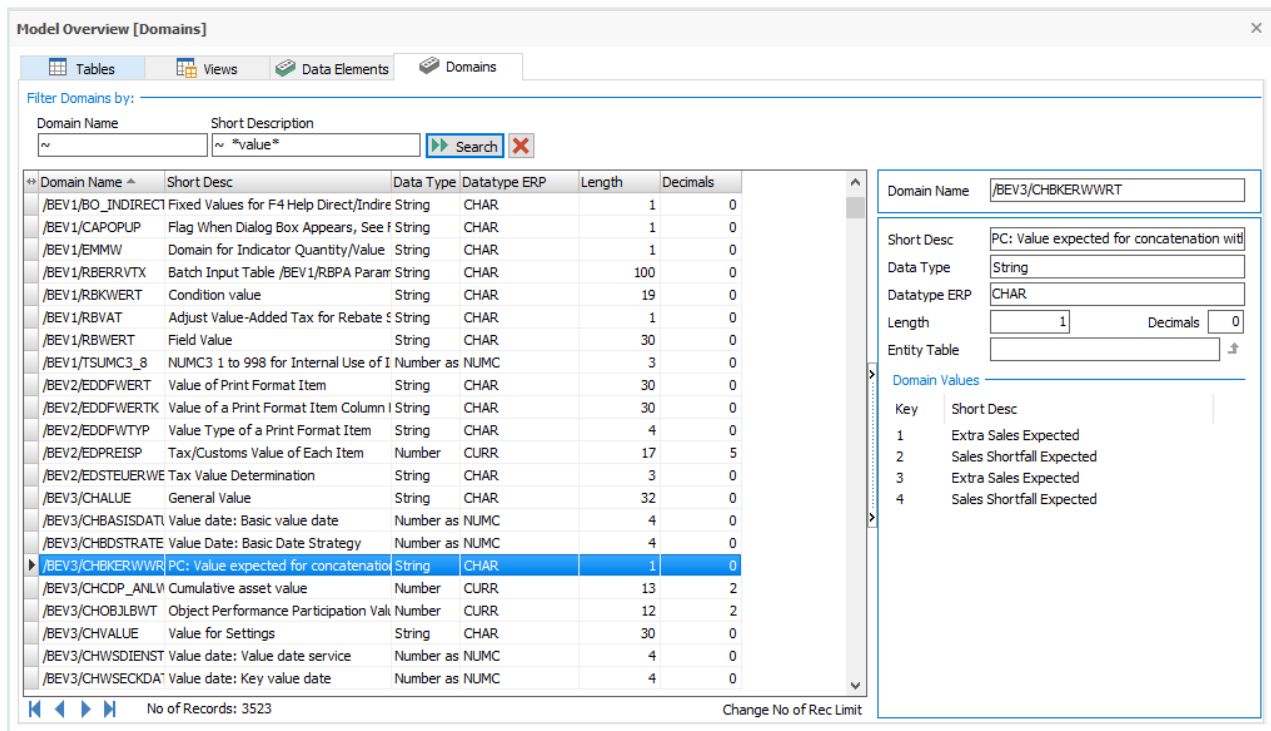 Model Overview [Domains]
Tables Views Data Elements Domains
Filter Domains by:
Domain Name Short Description
~ ~ *value* Search
Domain Name Short Desc Data Type Datatype ERP Length Decimals
/BEV1/BO_INDIRECT Fixed Values for F4 Help Direct/Indire String CHAR 1 0
/BEV1/CAPOPUP Flag When Dialog Box Appears, See F String CHAR 1 0
/BEV1/EMMW Domain for Indicator Quantity/Value String CHAR 1 0
/BEV1/RBERRVTX Batch Input Table /BEV1/RBPA Param String CHAR 100 0
/BEV1/RBKWERT Condition value String CHAR 19 0
/BEV1/RBVAT Adjust Value-Added Tax for Rebate S String CHAR 1 0
/BEV1/RBWERT Field Value String CHAR 30 0
/BEV1/TSUMC3_8 NUMC3 1 to 998 for Internal Use of I Number as NUMC 3 0
/BEV2/EDDFWERT Value of Print Format Item String CHAR 30 0
/BEV2/EDDFWERTK Value of a Print Format Item Column String CHAR 30 0
/BEV2/EDDFWTYP Value Type of a Print Format Item String CHAR 4 0
/BEV2/EDPREISP Tax/Customs Value of Each Item Number CURR 17 5
/BEV2/EDSTEUERWE Tax Value Determination String CHAR 3 0
/BEV3/CHALUE General Value String CHAR 32 0
/BEV3/CHBASISDATU Value date: Basic value date Number as NUMC 4 0
/BEV3/CHBDSTRATE Value Date: Basic Date Strategy Number as NUMC 4 0
/BEV3/CHBKERWWR PC: Value expected for concatenation String CHAR 1 0
/BEV3/CHCDP_ANLW Cumulative asset value Number CURR 13 2
/BEV3/CHOBJLBWT Object Performance Participation Valu Number CURR 12 2
/BEV3/CHVALUE Value for Settings String CHAR 30 0
/BEV3/CHWSDIENST Value date: Value date service Number as NUMC 4 0
/BEV3/CHWSECKDAT Value date: Key value date Number as NUMC 4 0
No of Records: 3523 Change No of Rec Limit
Domain Name /BEV3/CHBKERWWRT
Short Desc PC: Value expected for concatenation with
Data Type String
Datatype ERP CHAR
Length 1 Decimals 0
Entity Table
Domain Values
Key Short Desc
1 Extra Sales Expected
2 Sales Shortfall Expected
3 Extra Sales Expected
4 Sales Shortfall Expected